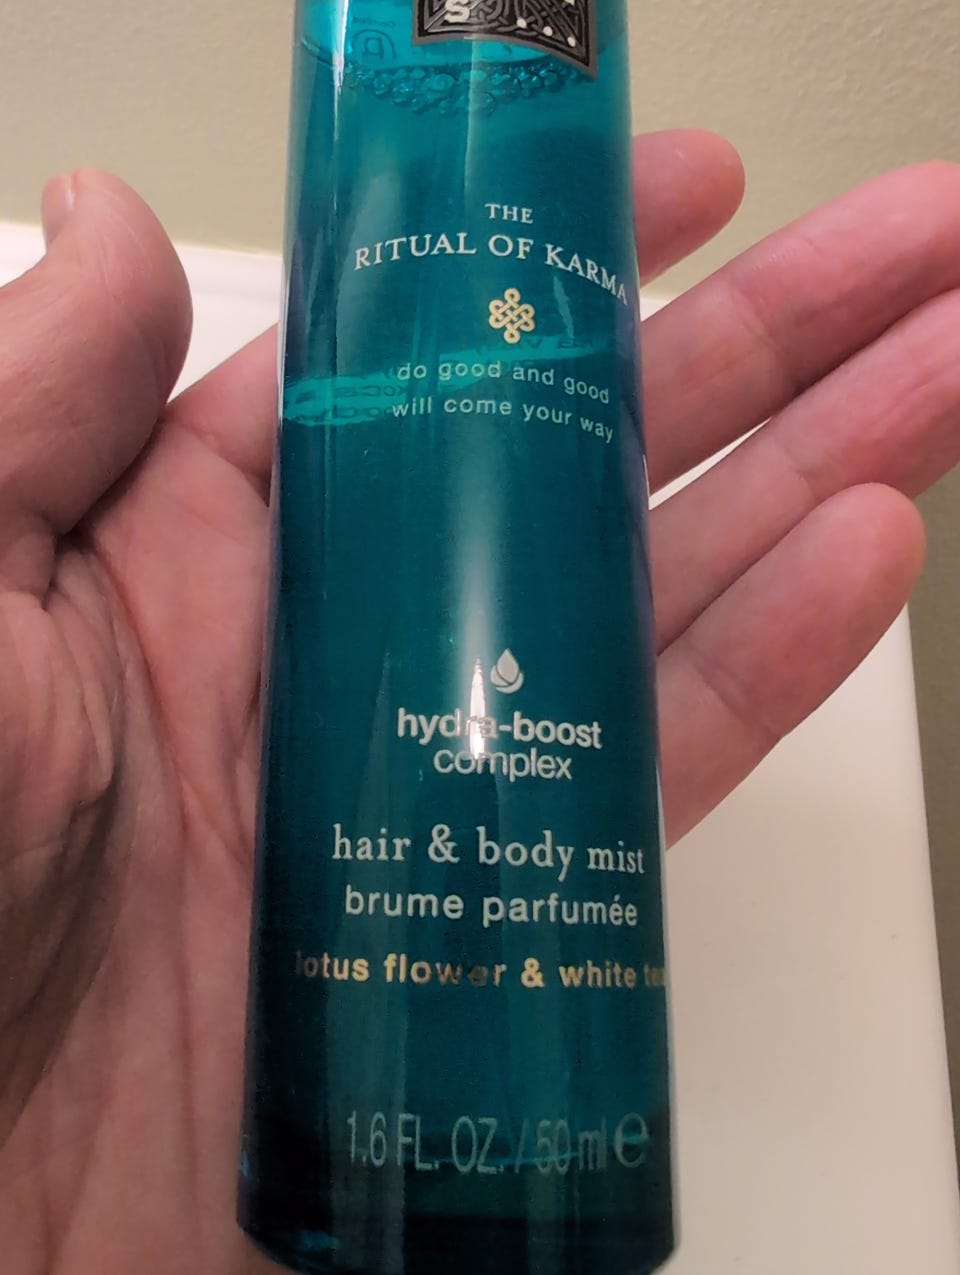 THE
RITUAL OF KARMA
do good and good
will come your way
hydra-boost
complex
hair & body mist
brume parfumée
lotus flower & white tea
1.6 FL. OZ. / 50 ml ℮